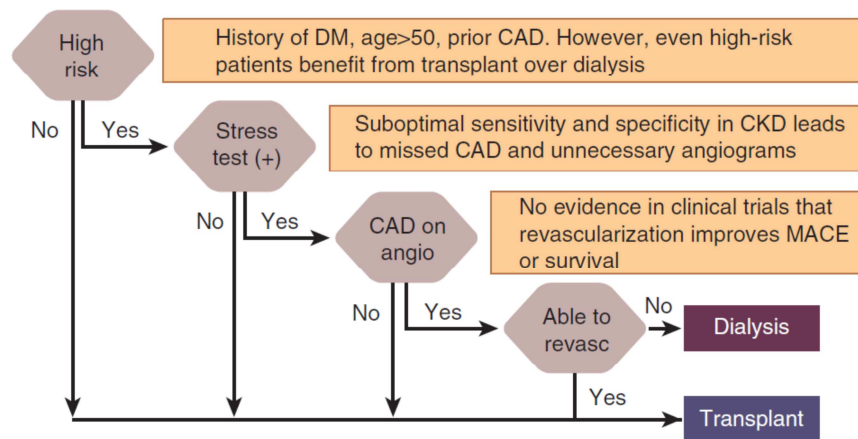 High
risk
History of DM, age>50, prior CAD. However, even high-risk
patients benefit from transplant over dialysis
No
Yes
Stress
test (+)
Suboptimal sensitivity and specificity in CKD leads
to missed CAD and unnecessary angiograms
No
Yes
CAD on
angio
No evidence in clinical trials that
revascularization improves MACE
or survival
No
Yes
Able to
revasc
No
Dialysis
Yes
Transplant